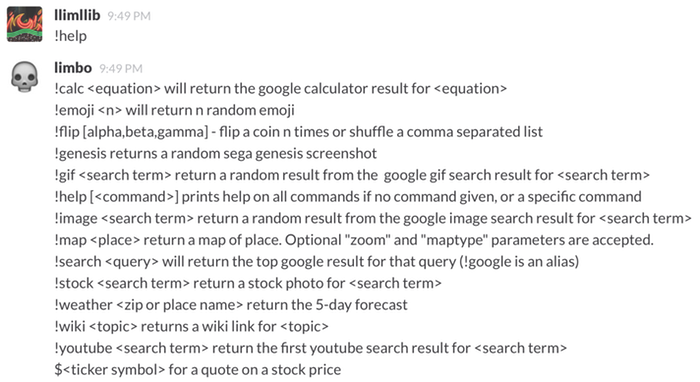 llimllib 9:49 PM
!help
limbo 9:49 PM
!calc <equation> will return the google calculator result for <equation>
!emoji <n> will return n random emoji
!flip [alpha,beta,gamma] - flip a coin n times or shuffle a comma separated list
!genesis returns a random sega genesis screenshot
!gif <search term> return a random result from the  google gif search result for <search term>
!help [<command>] prints help on all commands if no command given, or a specific command
!image <search term> return a random result from the google image search result for <search term>
!map <place> return a map of place. Optional "zoom" and "maptype" parameters are accepted.
!search <query> will return the top google result for that query (!google is an alias)
!stock <search term> return a stock photo for <search term>
!weather <zip or place name> return the 5-day forecast
!wiki <topic> returns a wiki link for <topic>
!youtube <search term> return the first youtube search result for <search term>
$<ticker symbol> for a quote on a stock price